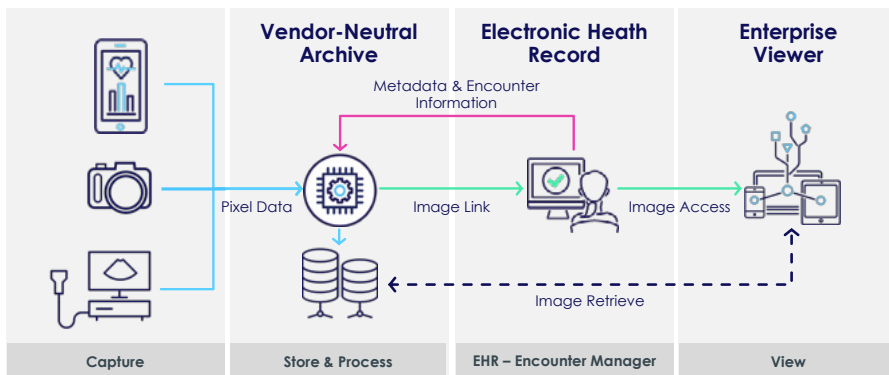 Vendor-Neutral
Archive
Electronic Heath
Record
Enterprise
Viewer
Metadata & Encounter
Information
Pixel Data
Image Link
Image Access
Image Retrieve
Capture
Store & Process
EHR – Encounter Manager
View